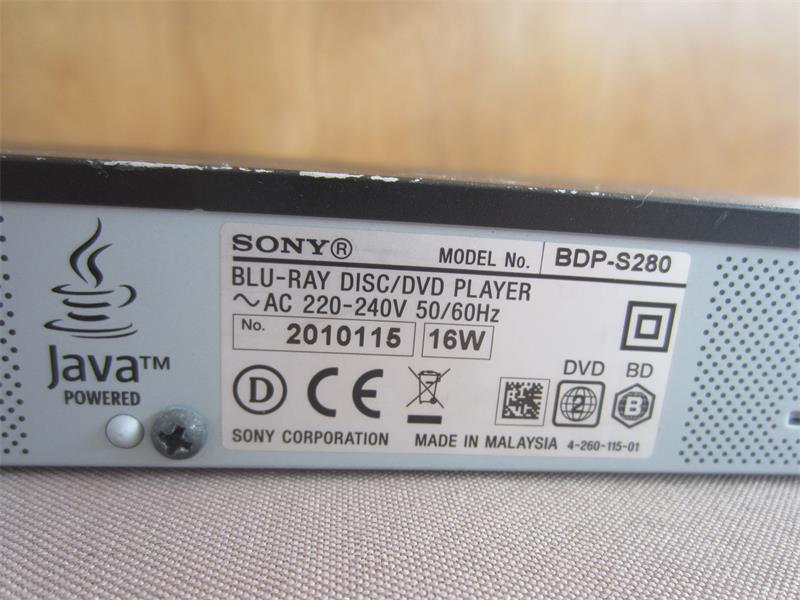 SONY®
MODEL No. BDP-S280
BLU-RAY DISC/DVD PLAYER
~AC 220-240V 50/60Hz
No. 2010115 16W
Java™
POWERED
D CE
DVD BD
2 B
SONY CORPORATION MADE IN MALAYSIA 4-260-115-01